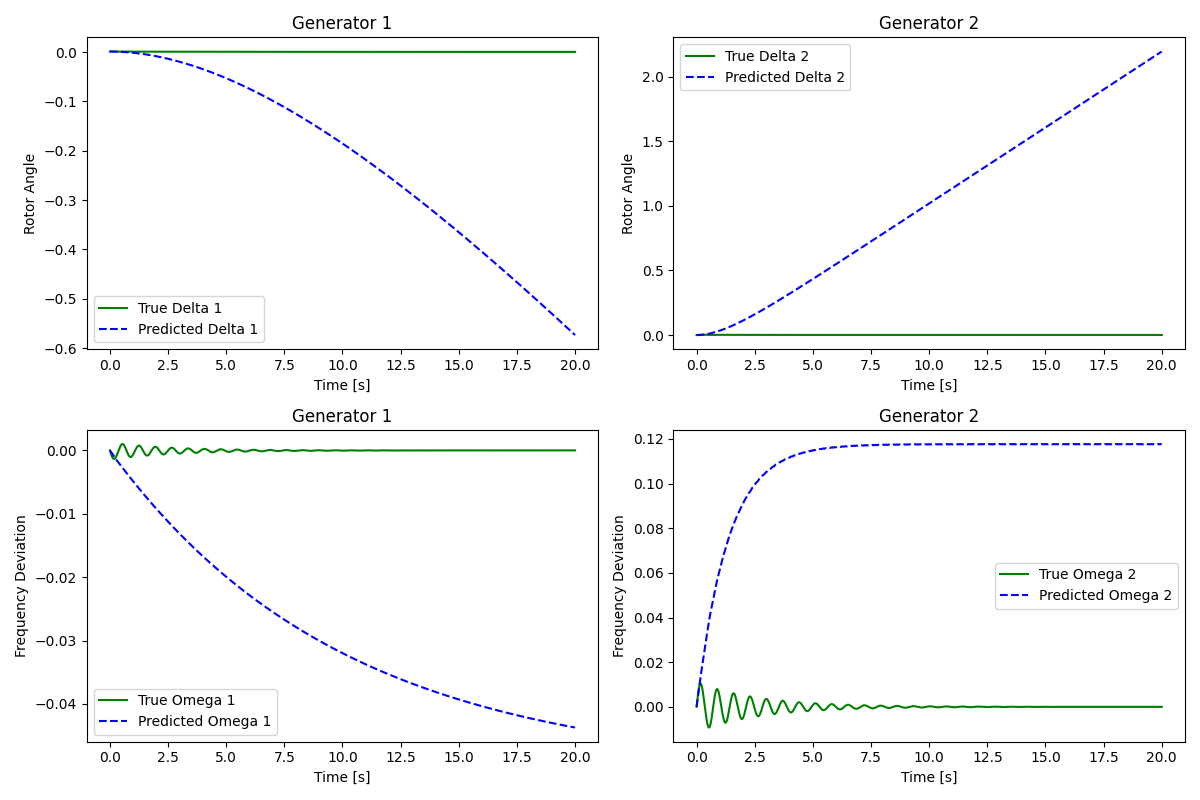 Generator 1
0.0
−0.1
−0.2
−0.3
−0.4
−0.5
−0.6
Rotor Angle
True Delta 1
Predicted Delta 1
0.0 2.5 5.0 7.5 10.0 12.5 15.0 17.5 20.0
Time [s]
Generator 2
2.0
1.5
1.0
0.5
0.0
Rotor Angle
True Delta 2
Predicted Delta 2
0.0 2.5 5.0 7.5 10.0 12.5 15.0 17.5 20.0
Time [s]
Generator 1
0.00
−0.01
−0.02
−0.03
−0.04
Frequency Deviation
True Omega 1
Predicted Omega 1
0.0 2.5 5.0 7.5 10.0 12.5 15.0 17.5 20.0
Time [s]
Generator 2
0.12
0.10
0.08
0.06
0.04
0.02
0.00
Frequency Deviation
True Omega 2
Predicted Omega 2
0.0 2.5 5.0 7.5 10.0 12.5 15.0 17.5 20.0
Time [s]